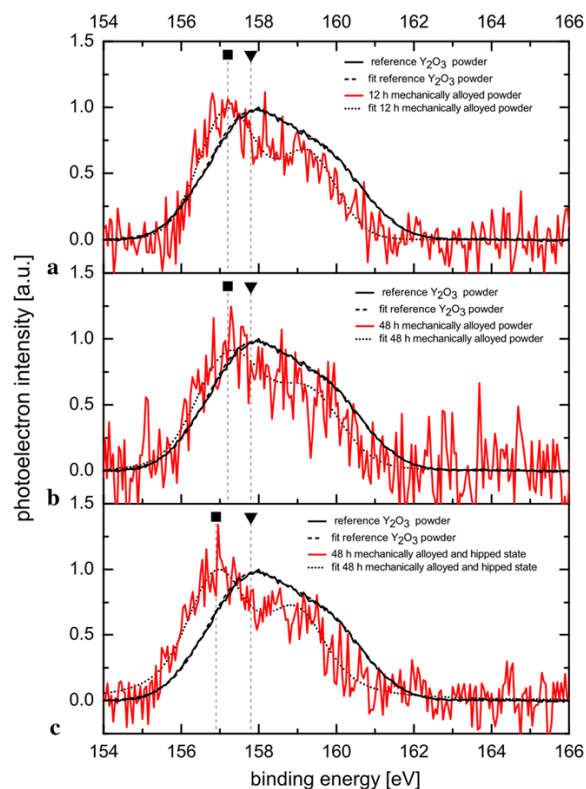 154 156 158 160 162 164 166
1.5
reference Y₂O₃ powder
fit reference Y₂O₃ powder
12 h mechanically alloyed powder
fit 12 h mechanically alloyed powder
1.0
0.5
0.0
a
1.5
reference Y₂O₃ powder
fit reference Y₂O₃ powder
48 h mechanically alloyed powder
fit 48 h mechanically alloyed powder
1.0
0.5
0.0
b
1.5
reference Y₂O₃ powder
fit reference Y₂O₃ powder
48 h mechanically alloyed and hipped state
fit 48 h mechanically alloyed and hipped state
1.0
0.5
0.0
c
photoelectron intensity [a.u.]
154 156 158 160 162 164 166
binding energy [eV]